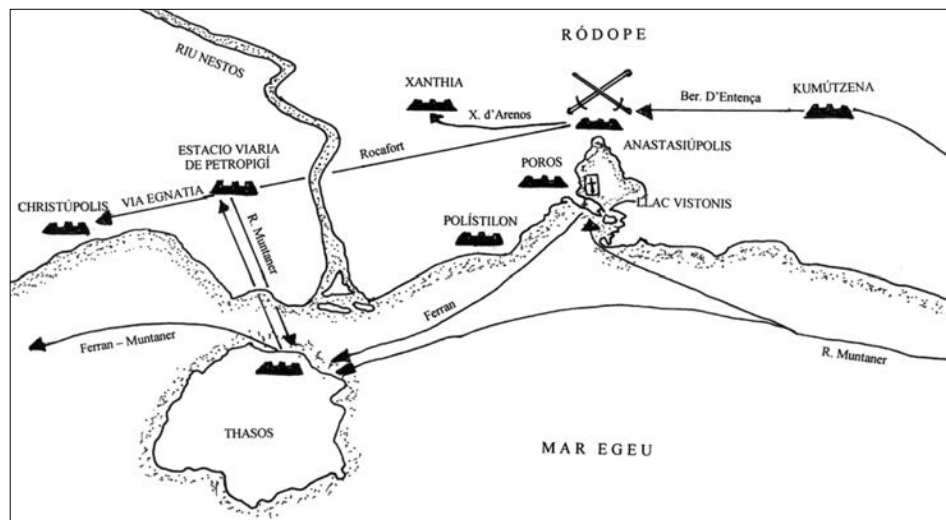 RÓDOPE
RIU NESTOS
XANTHIA
KUMÚTZENA
Ber. D'Entença
X. d'Arenos
ANASTASIÚPOLIS
ESTACIO VIARIA
DE PETROPIGÍ
Rocafort
POROS
VIA EGNATIA
CHRISTÚPOLIS
LLAC VISTONIS
POLÍSTILON
R. Muntaner
Ferran
Ferran – Muntaner
R. Muntaner
THASOS
MAR EGEU